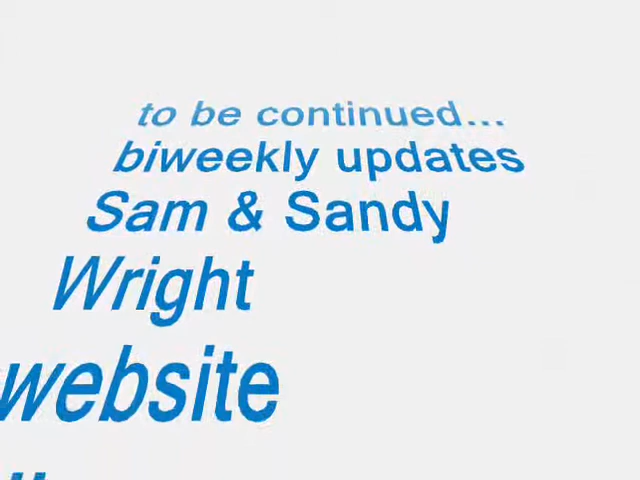 to be continued...
biweekly updates
Sam & Sandy
Wright
website